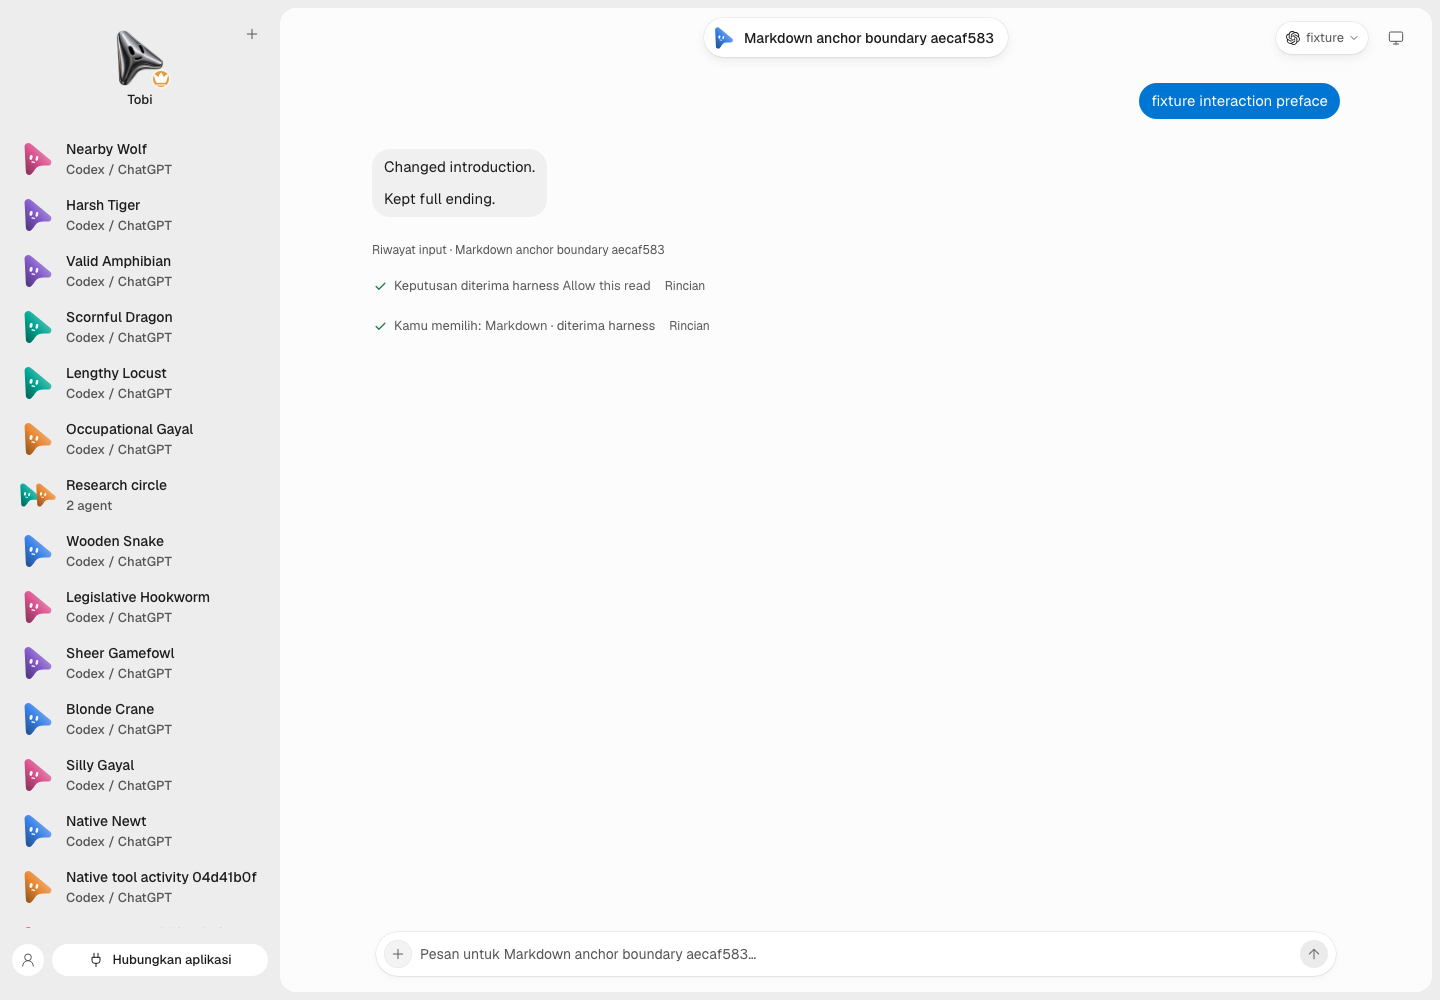 Tobi
Nearby Wolf
Codex / ChatGPT
Harsh Tiger
Codex / ChatGPT
Valid Amphibian
Codex / ChatGPT
Scornful Dragon
Codex / ChatGPT
Lengthy Locust
Codex / ChatGPT
Occupational Gayal
Codex / ChatGPT
Research circle
2 agent
Wooden Snake
Codex / ChatGPT
Legislative Hookworm
Codex / ChatGPT
Sheer Gamefowl
Codex / ChatGPT
Blonde Crane
Codex / ChatGPT
Silly Gayal
Codex / ChatGPT
Native Newt
Codex / ChatGPT
Native tool activity 04d41b0f
Codex / ChatGPT
Hubungkan aplikasi
Markdown anchor boundary aecaf583
fixture
fixture interaction preface
Changed introduction.
Kept full ending.
Riwayat input · Markdown anchor boundary aecaf583
Keputusan diterima harness Allow this read Rincian
Kamu memilih: Markdown · diterima harness Rincian
Pesan untuk Markdown anchor boundary aecaf583...